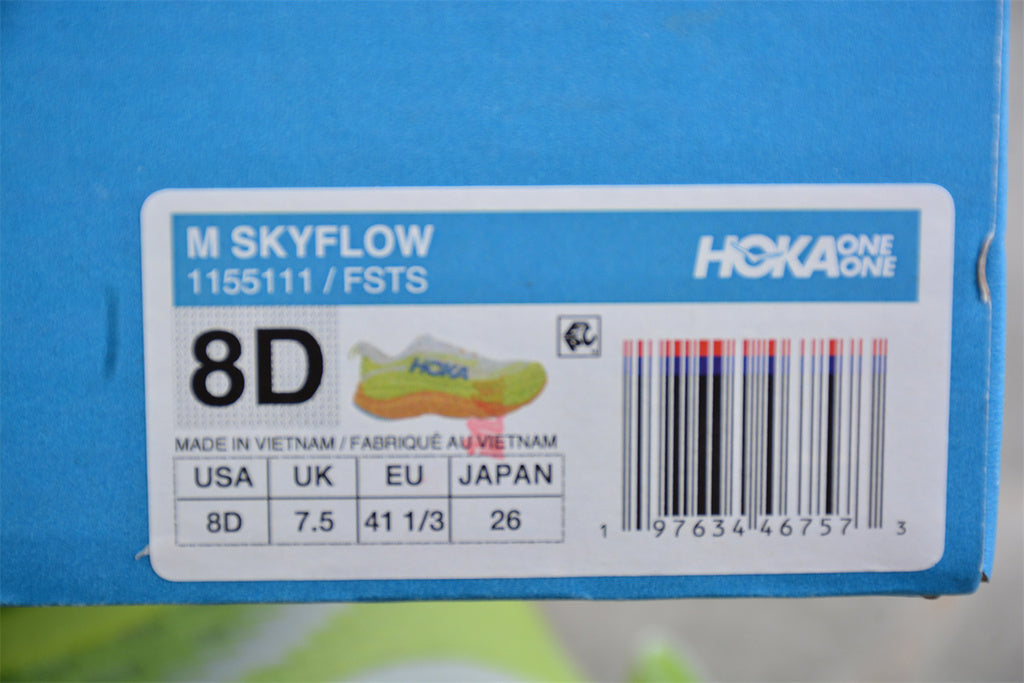 M SKYFLOW
1155111 / FSTS
HOKA ONE ONE
8D
HOKA
MADE IN VIETNAM / FABRIQUÉ AU VIETNAM
USA UK EU JAPAN
8D 7.5 41 1/3 26
1 97634 46757 3